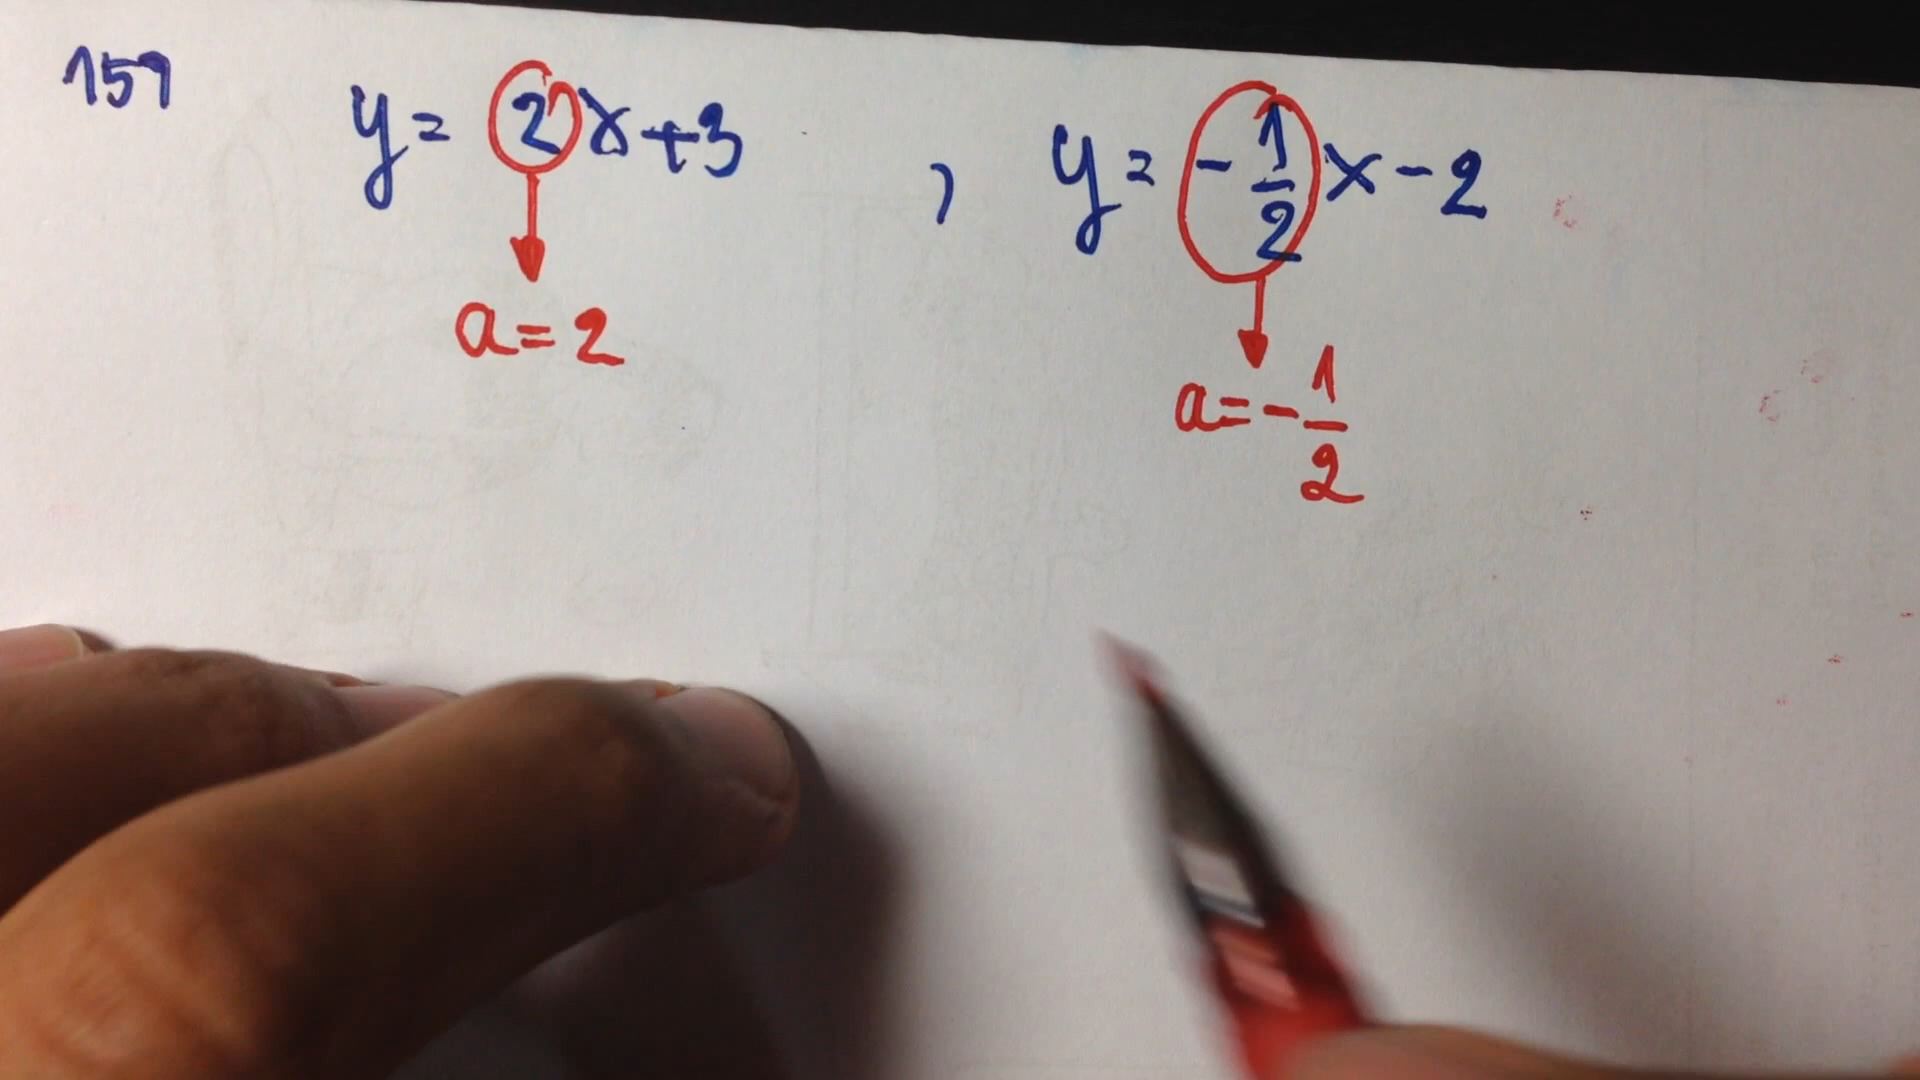 159
y = 2x + 3 , y = -1/2 x - 2
a = 2
a = -1/2